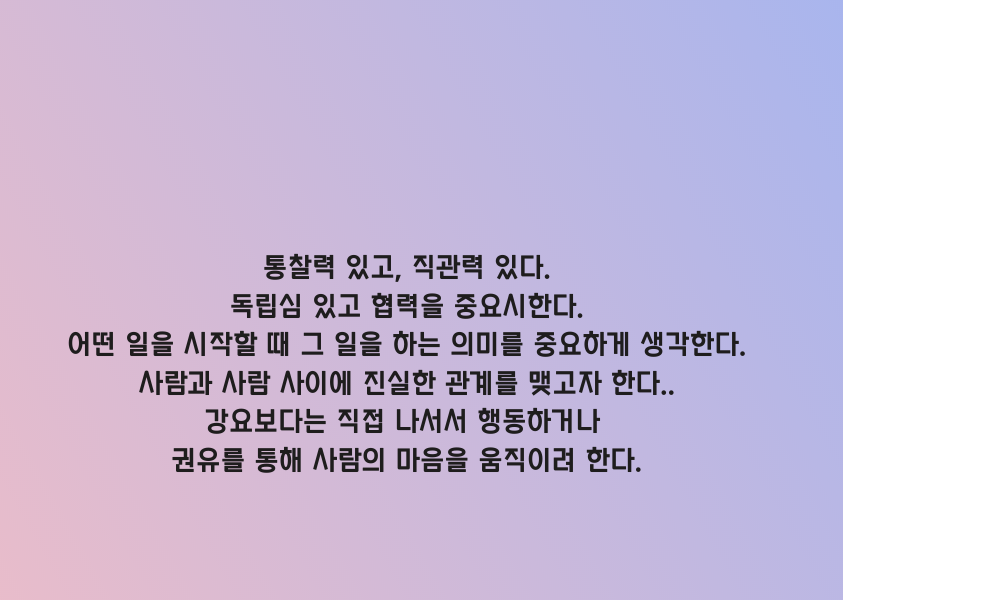 통찰력 있고, 직관력 있다.
독립심 있고 협력을 중요시한다.
어떤 일을 시작할 때 그 일을 하는 의미를 중요하게 생각한다.
사람과 사람 사이에 진실한 관계를 맺고자 한다..
강요보다는 직접 나서서 행동하거나
권유를 통해 사람의 마음을 움직이려 한다.